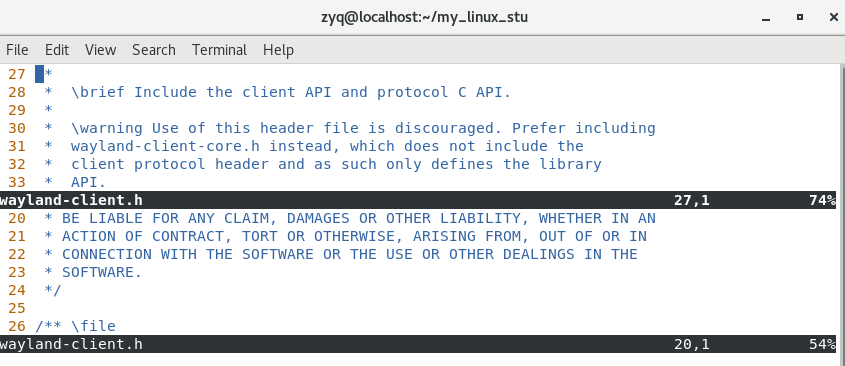 zyq@localhost:~/my_linux_stu
File Edit View Search Terminal Help
27  *
28  *  \brief Include the client API and protocol C API.
29  *
30  *  \warning Use of this header file is discouraged. Prefer including
31  *  wayland-client-core.h instead, which does not include the
32  *  client protocol header and as such only defines the library
33  *  API.
wayland-client.h 27,1 74%
20  * BE LIABLE FOR ANY CLAIM, DAMAGES OR OTHER LIABILITY, WHETHER IN AN
21  * ACTION OF CONTRACT, TORT OR OTHERWISE, ARISING FROM, OUT OF OR IN
22  * CONNECTION WITH THE SOFTWARE OR THE USE OR OTHER DEALINGS IN THE
23  * SOFTWARE.
24  */
25
26 /** \file
wayland-client.h 20,1 54%